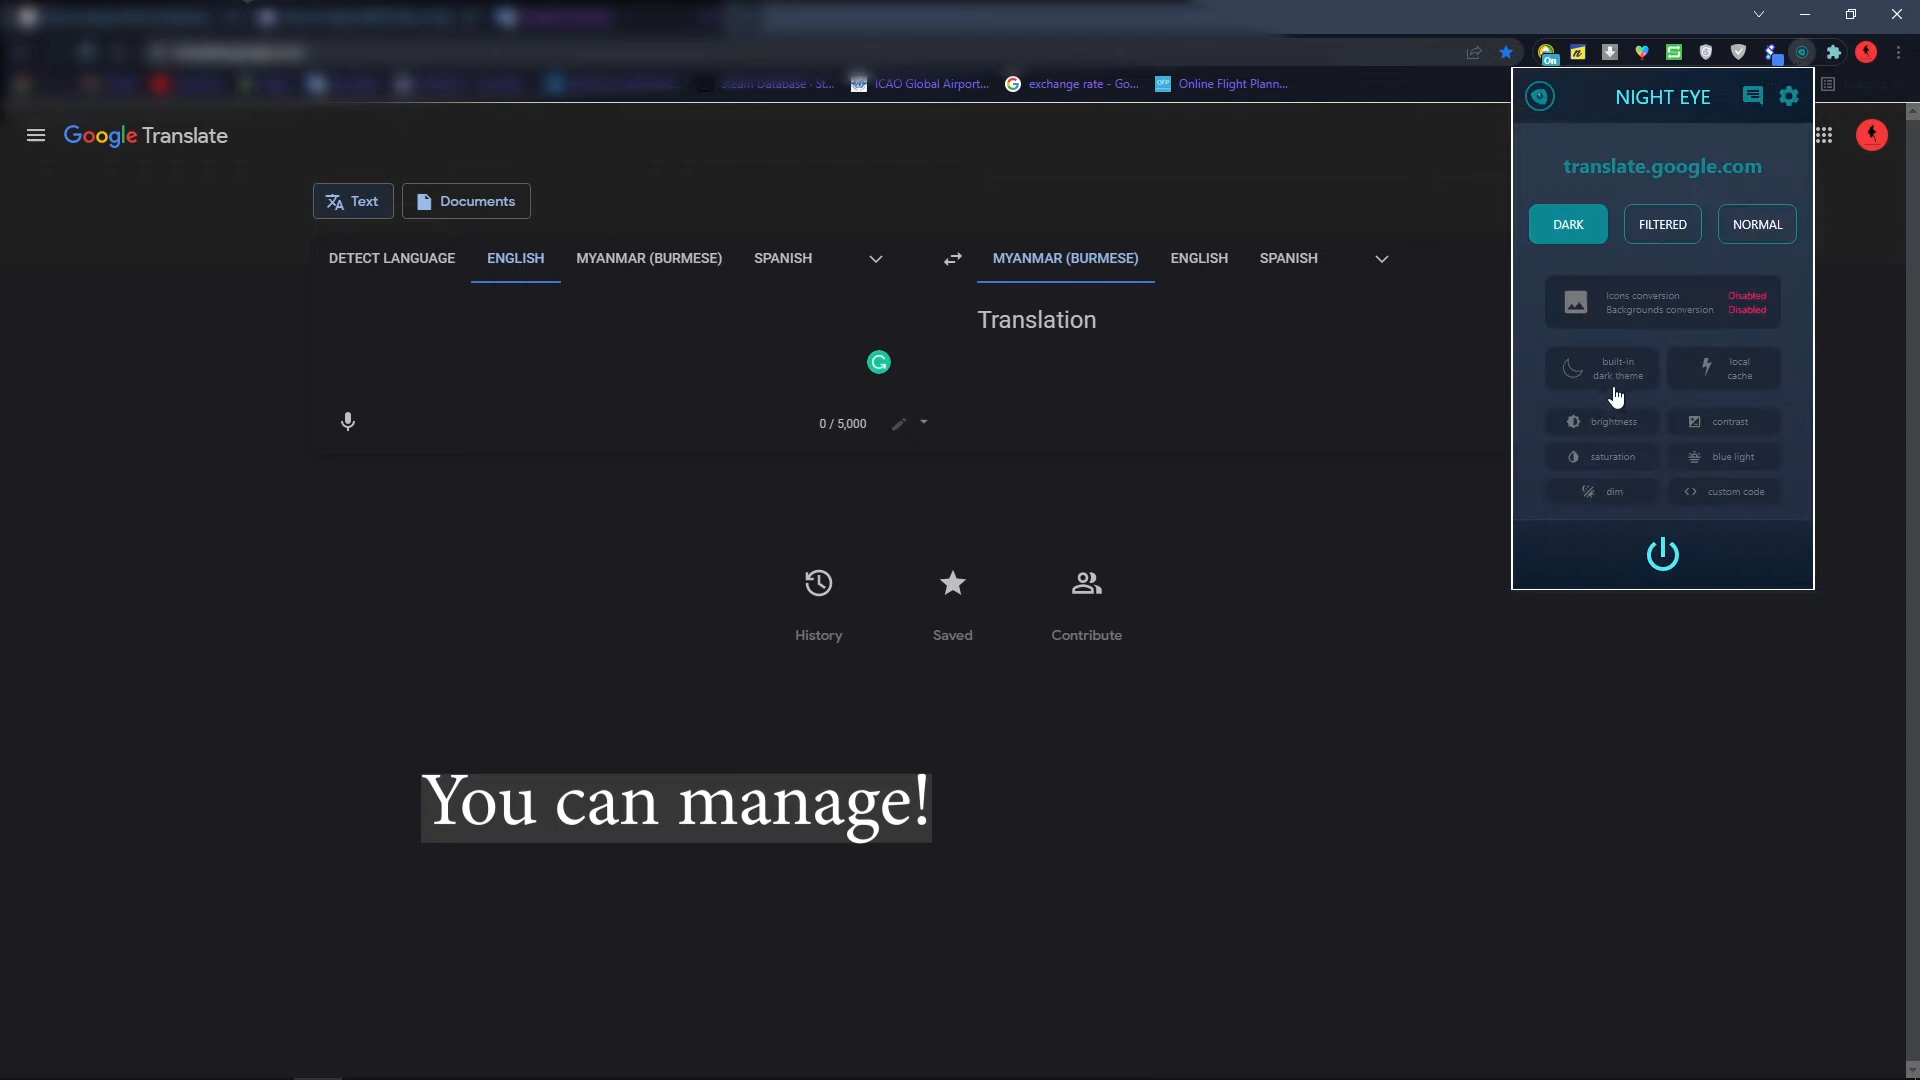 ICAO Global Airport...
exchange rate - Go...
Online Flight Plann...
On
NIGHT EYE
Google Translate
translate.google.com
Text
Documents
DARK
FILTERED
NORMAL
DETECT LANGUAGE
ENGLISH
MYANMAR (BURMESE)
SPANISH
MYANMAR (BURMESE)
ENGLISH
SPANISH
Icons conversion Disabled
Backgrounds conversion Disabled
Translation
built-in
dark theme
local
cache
0 / 5,000
brightness
contrast
saturation
blue light
dim
custom code
History
Saved
Contribute
You can manage!